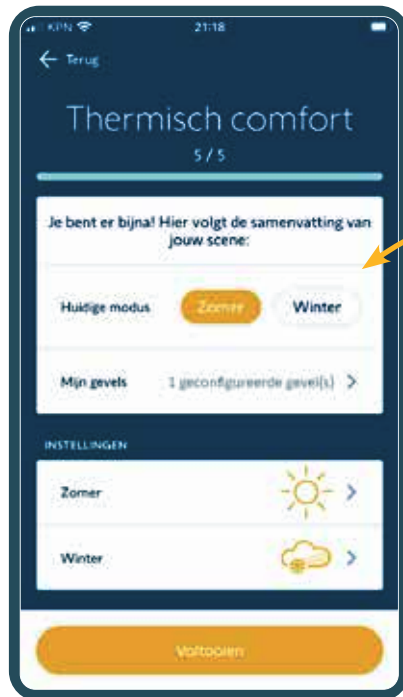 KPN 21:18
Terug
Thermisch comfort
5 / 5
Je bent er bijna! Hier volgt de samenvatting van
jouw scene:
Huidige modus Zomer Winter
Mijn gevels 1 geconfigureerde gevel(s)
INSTELLINGEN
Zomer
Winter
Voltooien